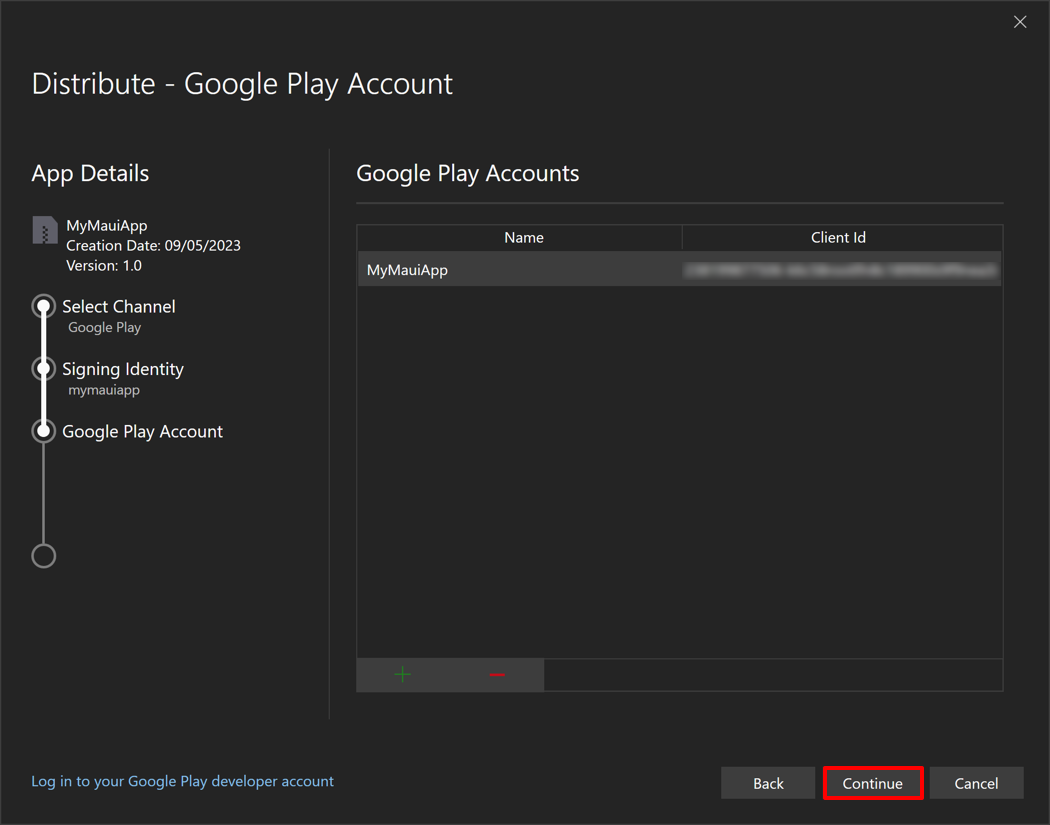 Distribute - Google Play Account
App Details
MyMauiApp
Creation Date: 09/05/2023
Version: 1.0
Select Channel
Google Play
Signing Identity
mymauiapp
Google Play Account
Google Play Accounts
Name Client Id
MyMauiApp
Log in to your Google Play developer account
Back Continue Cancel